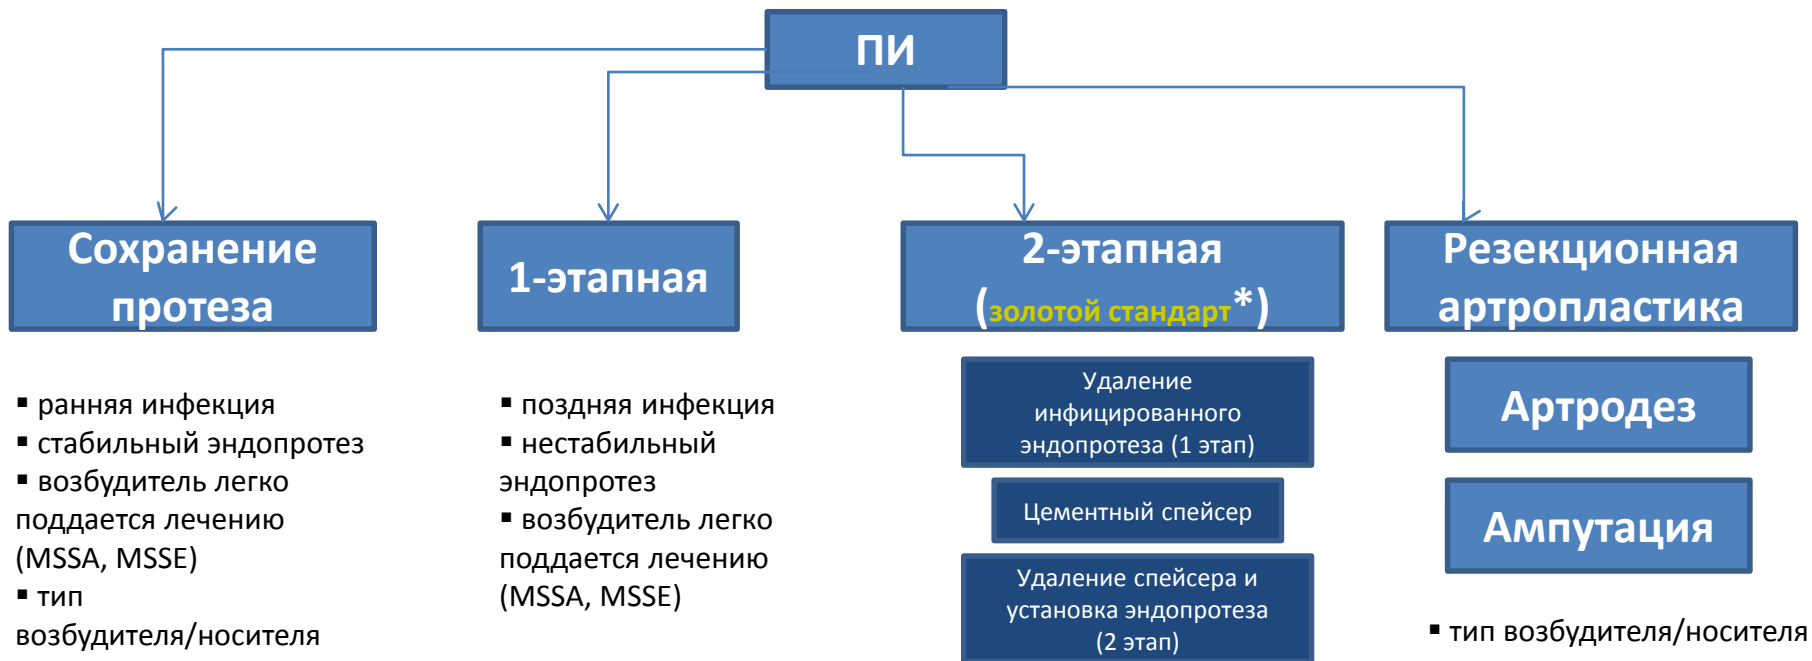 ПИ
Сохранение
протеза
▪ ранняя инфекция
▪ стабильный эндопротез
▪ возбудитель легко
поддается лечению
(MSSA, MSSE)
▪ тип
возбудителя/носителя
1-этапная
▪ поздняя инфекция
▪ нестабильный
эндопротез
▪ возбудитель легко
поддается лечению
(MSSA, MSSE)
2-этапная
(золотой стандарт*)
Удаление
инфицированного
эндопротеза (1 этап)
Цементный спейсер
Удаление спейсера и
установка эндопротеза
(2 этап)
Резекционная
артропластика
Артродез
Ампутация
▪ тип возбудителя/носителя